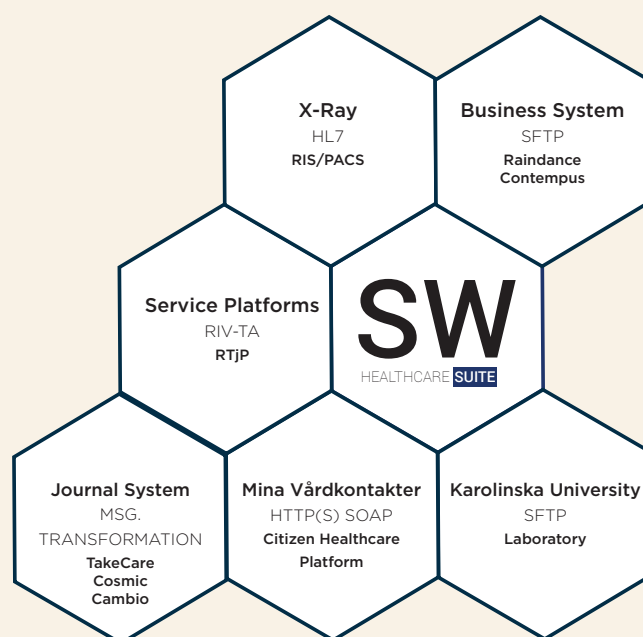 X-Ray
HL7
RIS/PACS
Business System
SFTP
Raindance
Contempus
Service Platforms
RIV-TA
RTjP
SW
HEALTHCARE SUITE
Journal System
MSG.
TRANSFORMATION
TakeCare
Cosmic
Cambio
Mina Vårdkontakter
HTTP(S) SOAP
Citizen Healthcare
Platform
Karolinska University
SFTP
Laboratory